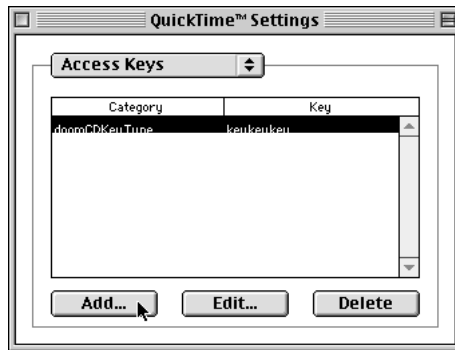 QuickTime™ Settings
Access Keys
Category Key
doomCDKeyType keykeykey
Add... Edit... Delete